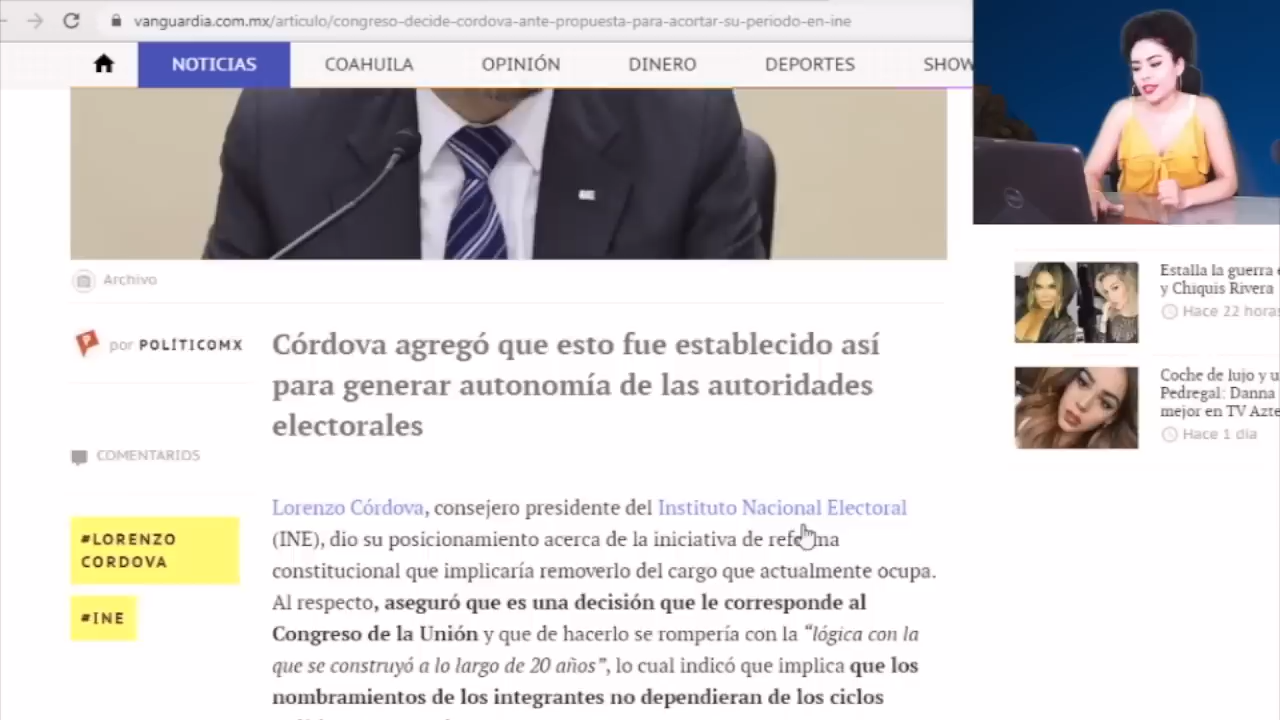 vanguardia.com.mx/articulo/congreso-decide-cordova-ante-propuesta-para-acortar-su-periodo-en-ine
NOTICIAS
COAHUILA
OPINIÓN
DINERO
DEPORTES
SHOW
Archivo
por POLÍTICOMX
Córdova agregó que esto fue establecido así
para generar autonomía de las autoridades
electorales
COMENTARIOS
#LORENZO
CORDOVA
#INE
Lorenzo Córdova, consejero presidente del Instituto Nacional Electoral
(INE), dio su posicionamiento acerca de la iniciativa de reforma
constitucional que implicaría removerlo del cargo que actualmente ocupa.
Al respecto, aseguró que es una decisión que le corresponde al
Congreso de la Unión y que de hacerlo se rompería con la “lógica con la
que se construyó a lo largo de 20 años”, lo cual indicó que implica que los
nombramientos de los integrantes no dependieran de los ciclos
Estalla la guerra
y Chiquis Rivera
Hace 22 horas
Coche de lujo y
Pedregal: Danna
mejor en TV Azte
Hace 1 día